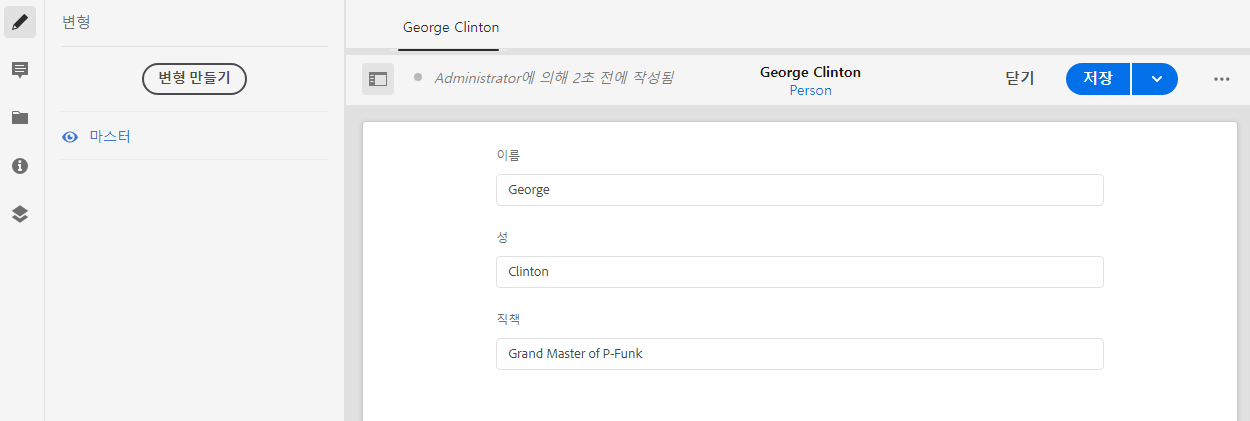 변형
변형 만들기
마스터
George Clinton
Administrator에 의해 2초 전에 작성됨
George Clinton
Person
닫기
저장
이름
George
성
Clinton
직책
Grand Master of P-Funk